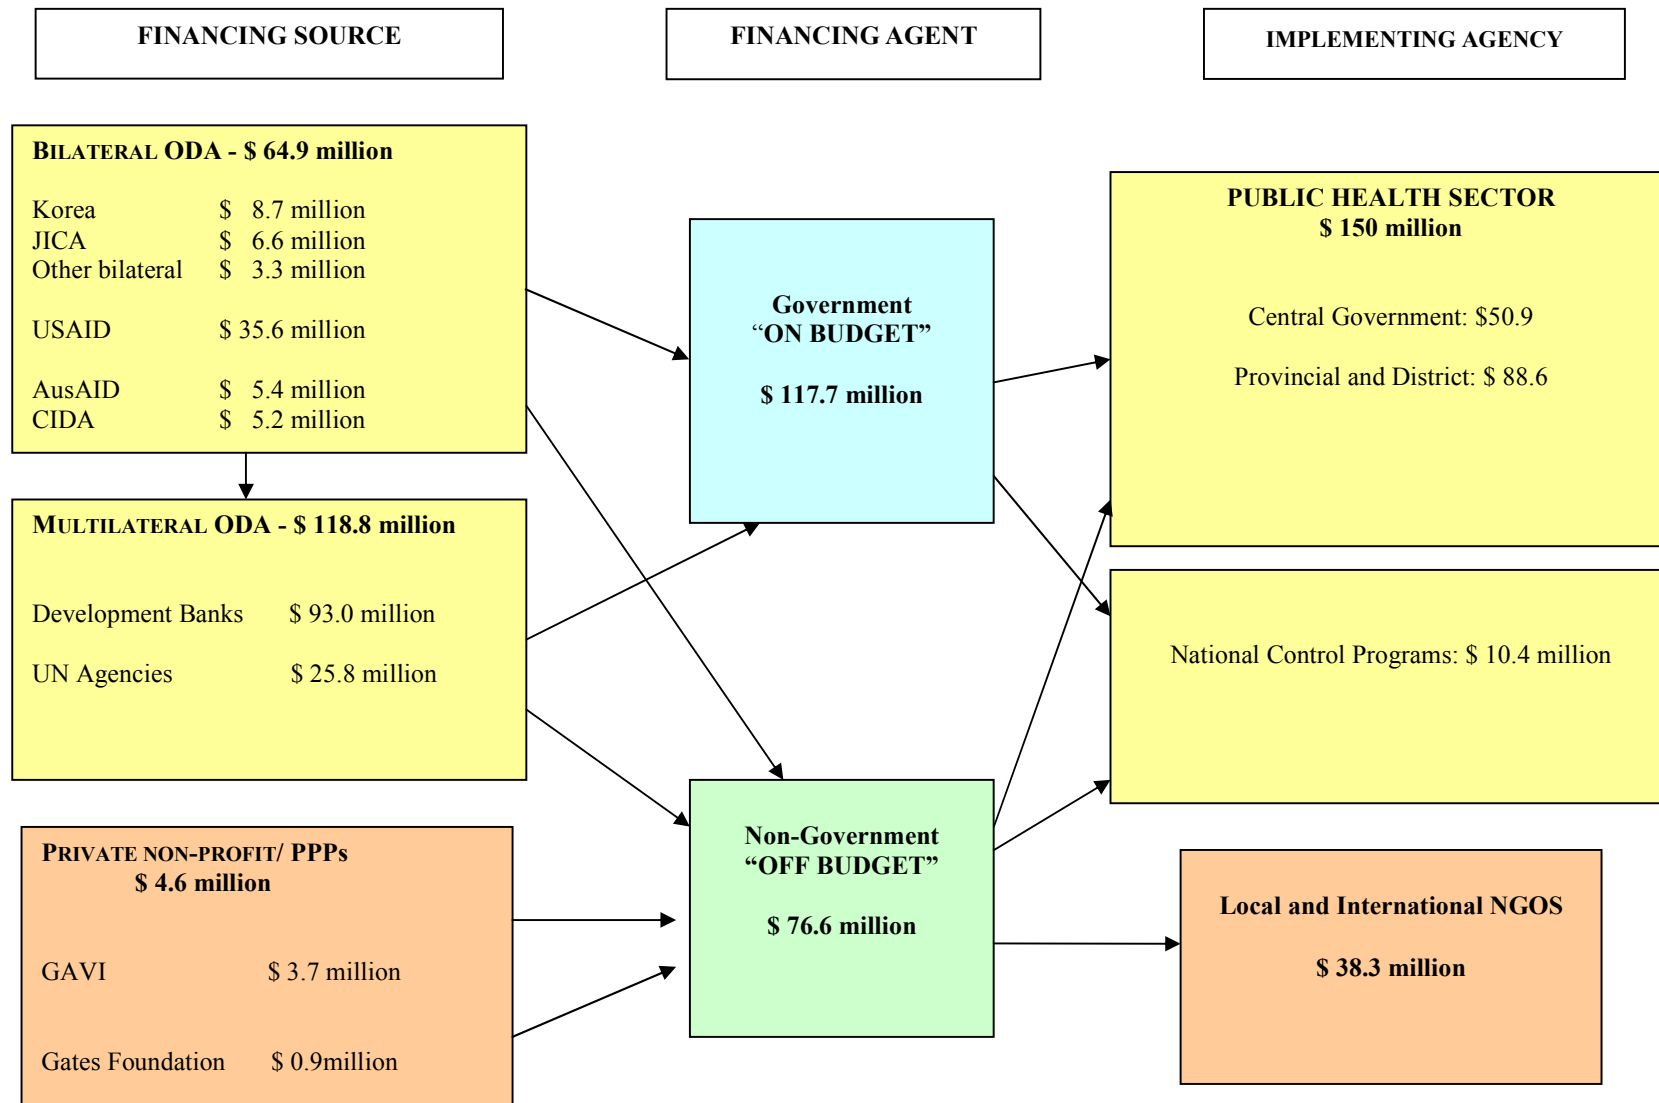 FINANCING SOURCE
FINANCING AGENT
IMPLEMENTING AGENCY
BILATERAL ODA - $ 64.9 million
Korea $ 8.7 million
JICA $ 6.6 million
Other bilateral $ 3.3 million
USAID $ 35.6 million
AusAID $ 5.4 million
CIDA $ 5.2 million
MULTILATERAL ODA - $ 118.8 million
Development Banks $ 93.0 million
UN Agencies $ 25.8 million
PRIVATE NON-PROFIT/ PPPs
$ 4.6 million
GAVI $ 3.7 million
Gates Foundation $ 0.9million
Government
“ON BUDGET”
$ 117.7 million
Non-Government
“OFF BUDGET”
$ 76.6 million
PUBLIC HEALTH SECTOR
$ 150 million
Central Government: $50.9
Provincial and District: $ 88.6
National Control Programs: $ 10.4 million
Local and International NGOS
$ 38.3 million